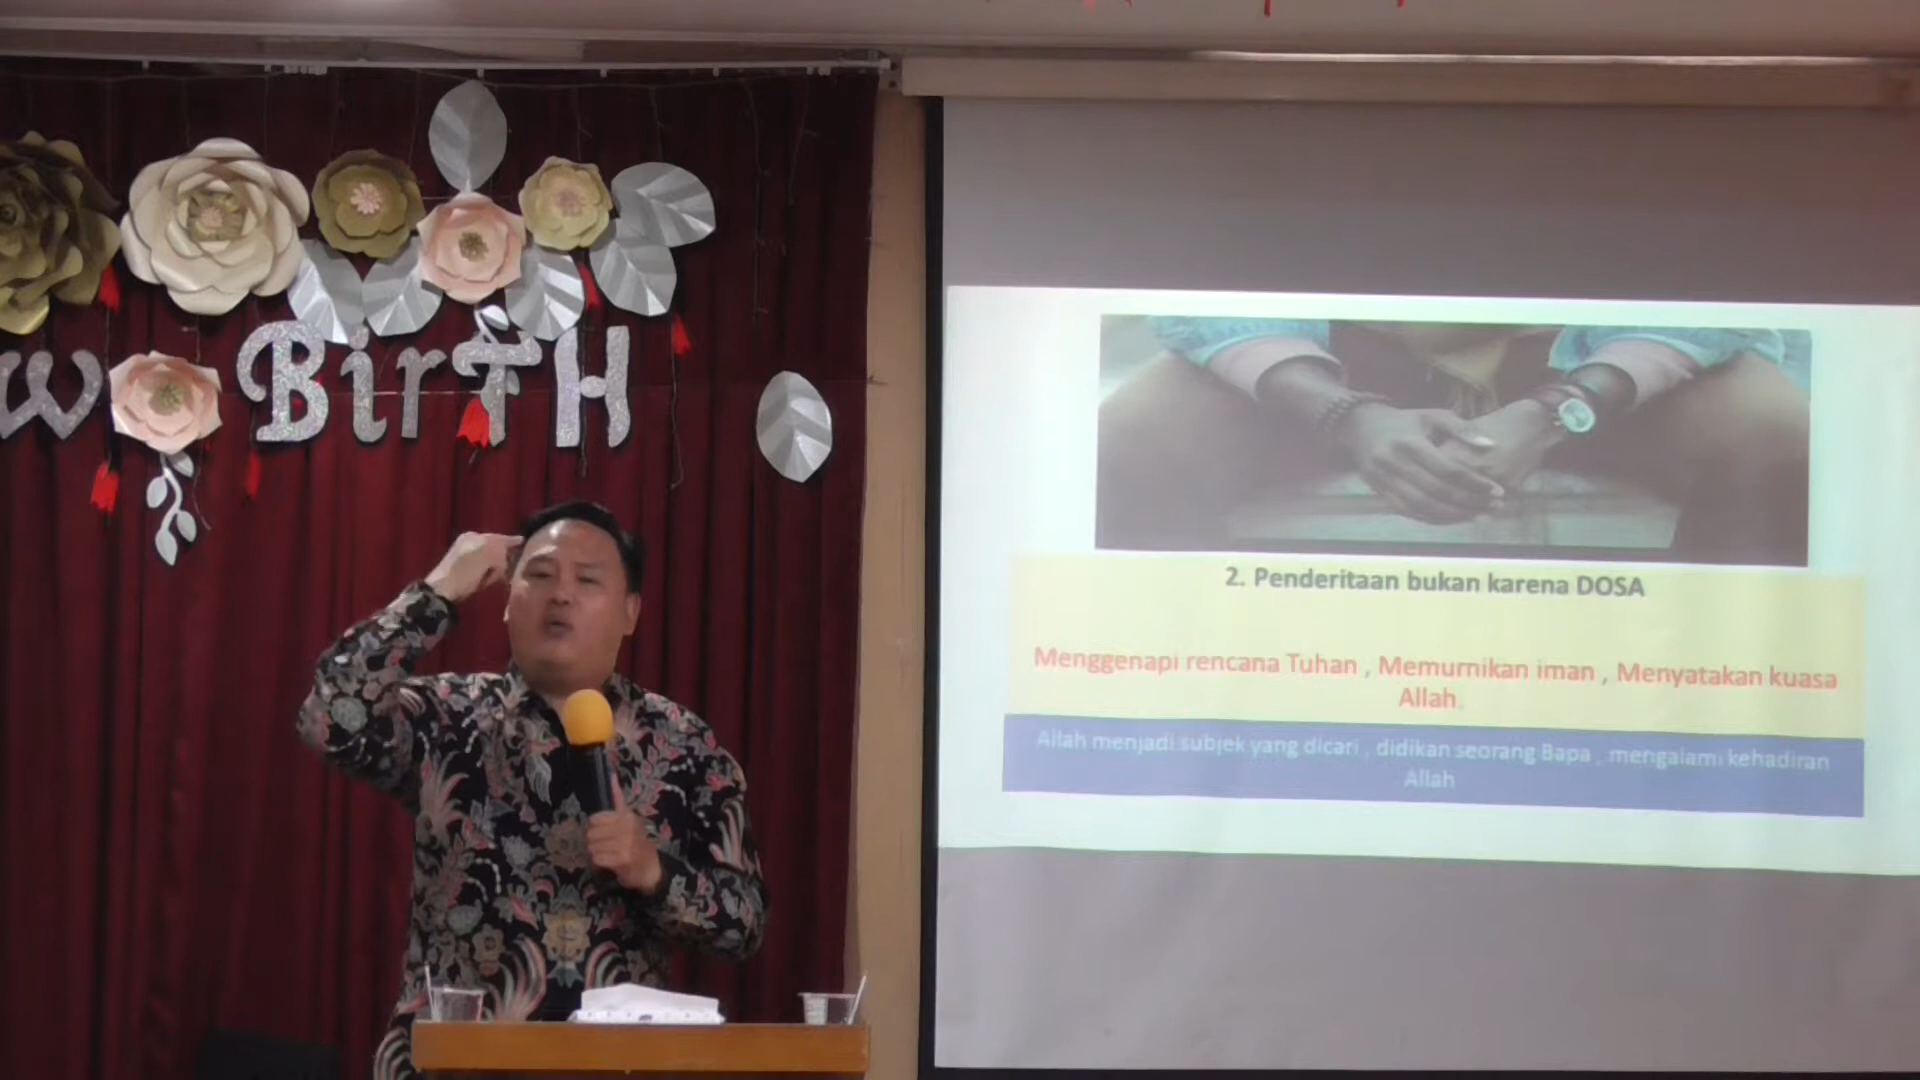 w BirTH
2. Penderitaan bukan karena DOSA
Menggenapi rencana Tuhan , Memurnikan iman , Menyatakan kuasa
Allah.
Allah menjadi subjek yang dicari , didikan seorang Bapa , mengalami kehadiran
Allah